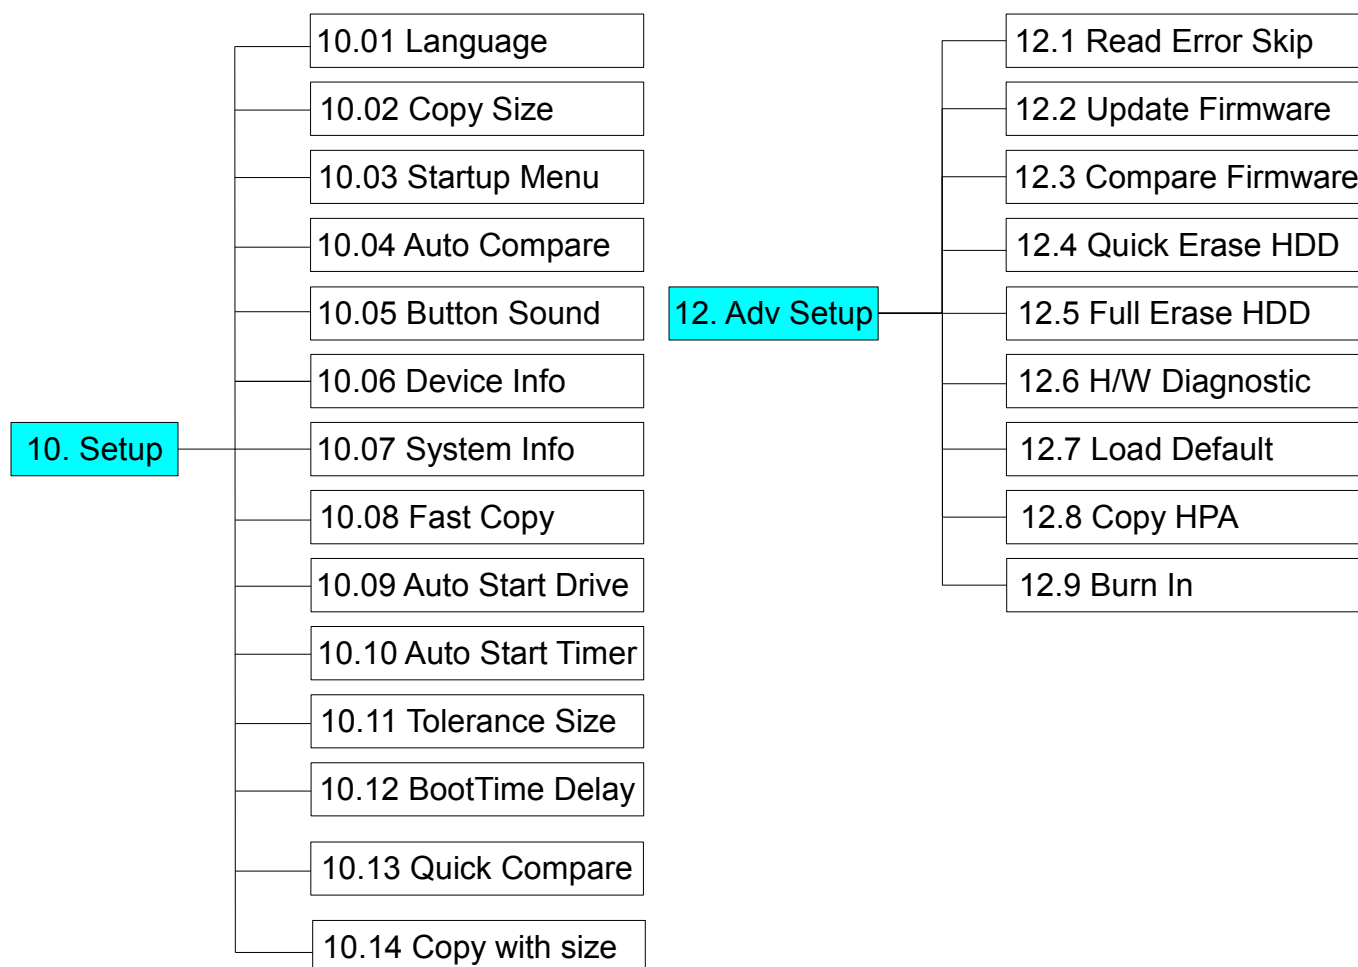 10. Setup
10.01 Language
10.02 Copy Size
10.03 Startup Menu
10.04 Auto Compare
10.05 Button Sound
10.06 Device Info
10.07 System Info
10.08 Fast Copy
10.09 Auto Start Drive
10.10 Auto Start Timer
10.11 Tolerance Size
10.12 BootTime Delay
10.13 Quick Compare
10.14 Copy with size
12. Adv Setup
12.1 Read Error Skip
12.2 Update Firmware
12.3 Compare Firmware
12.4 Quick Erase HDD
12.5 Full Erase HDD
12.6 H/W Diagnostic
12.7 Load Default
12.8 Copy HPA
12.9 Burn In